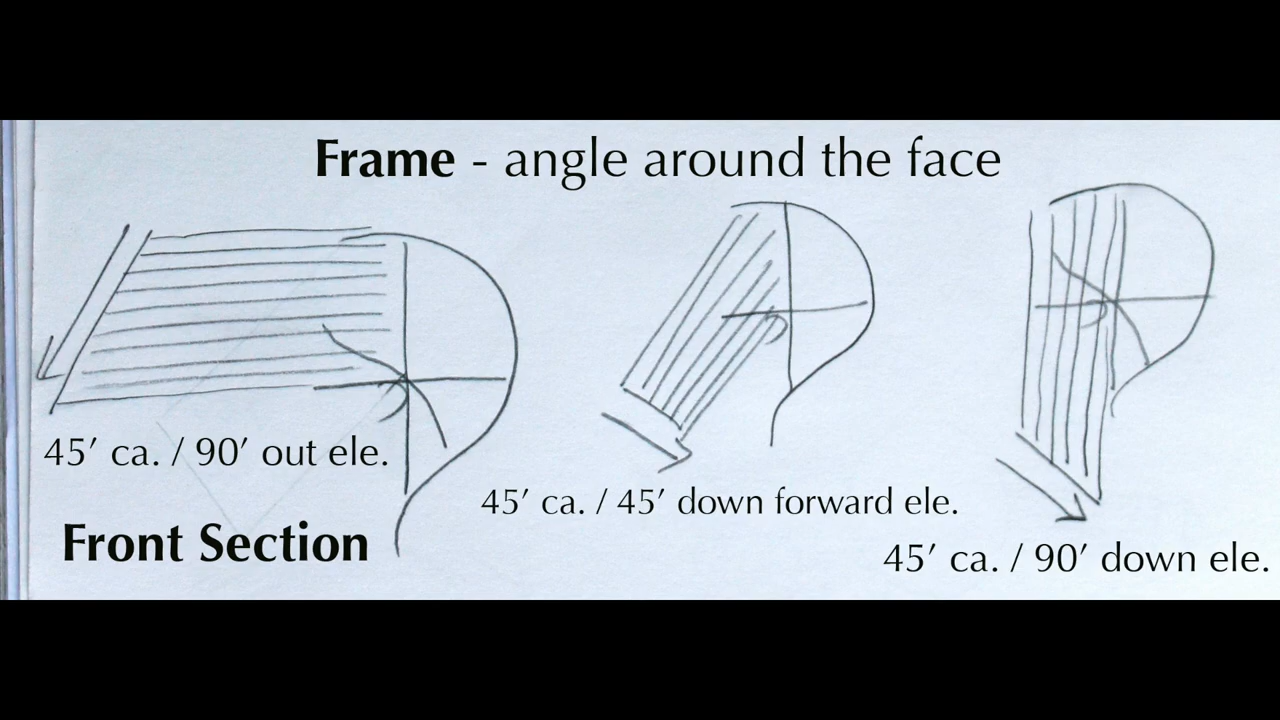 Frame - angle around the face
45′ ca. / 90′ out ele.
45′ ca. / 45′ down forward ele.
45′ ca. / 90′ down ele.
Front Section